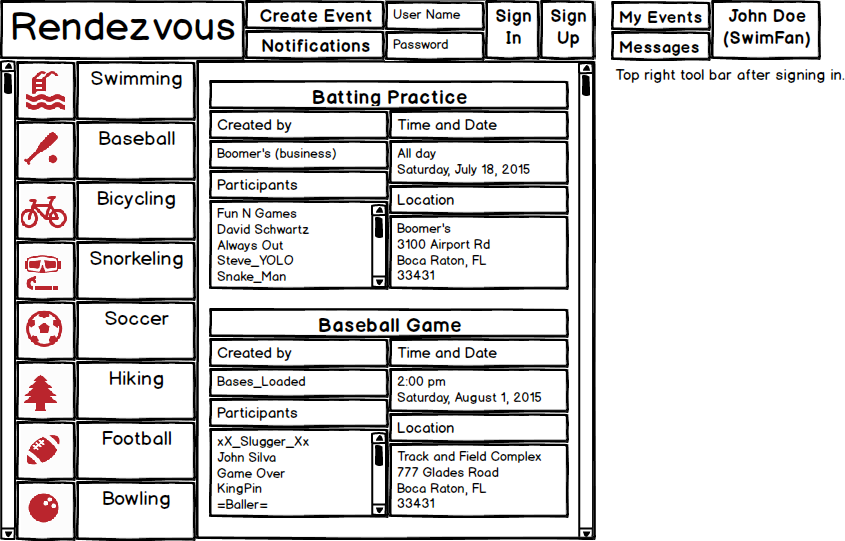 Rendezvous
Create Event
Notifications
User Name
Password
Sign
In
Sign
Up
My Events
Messages
John Doe
(SwimFan)
Top right tool bar after signing in.
Swimming
Baseball
Bicycling
Snorkeling
Soccer
Hiking
Football
Bowling
Batting Practice
Created by
Boomer's (business)
Participants
Fun N Games
David Schwartz
Always Out
Steve_YOLO
Snake_Man
Time and Date
All day
Saturday, July 18, 2015
Location
Boomer's
3100 Airport Rd
Boca Raton, FL
33431
Baseball Game
Created by
Bases_Loaded
Participants
xX_Slugger_Xx
John Silva
Game Over
KingPin
=Baller=
Time and Date
2:00 pm
Saturday, August 1, 2015
Location
Track and Field Complex
777 Glades Road
Boca Raton, FL
33431